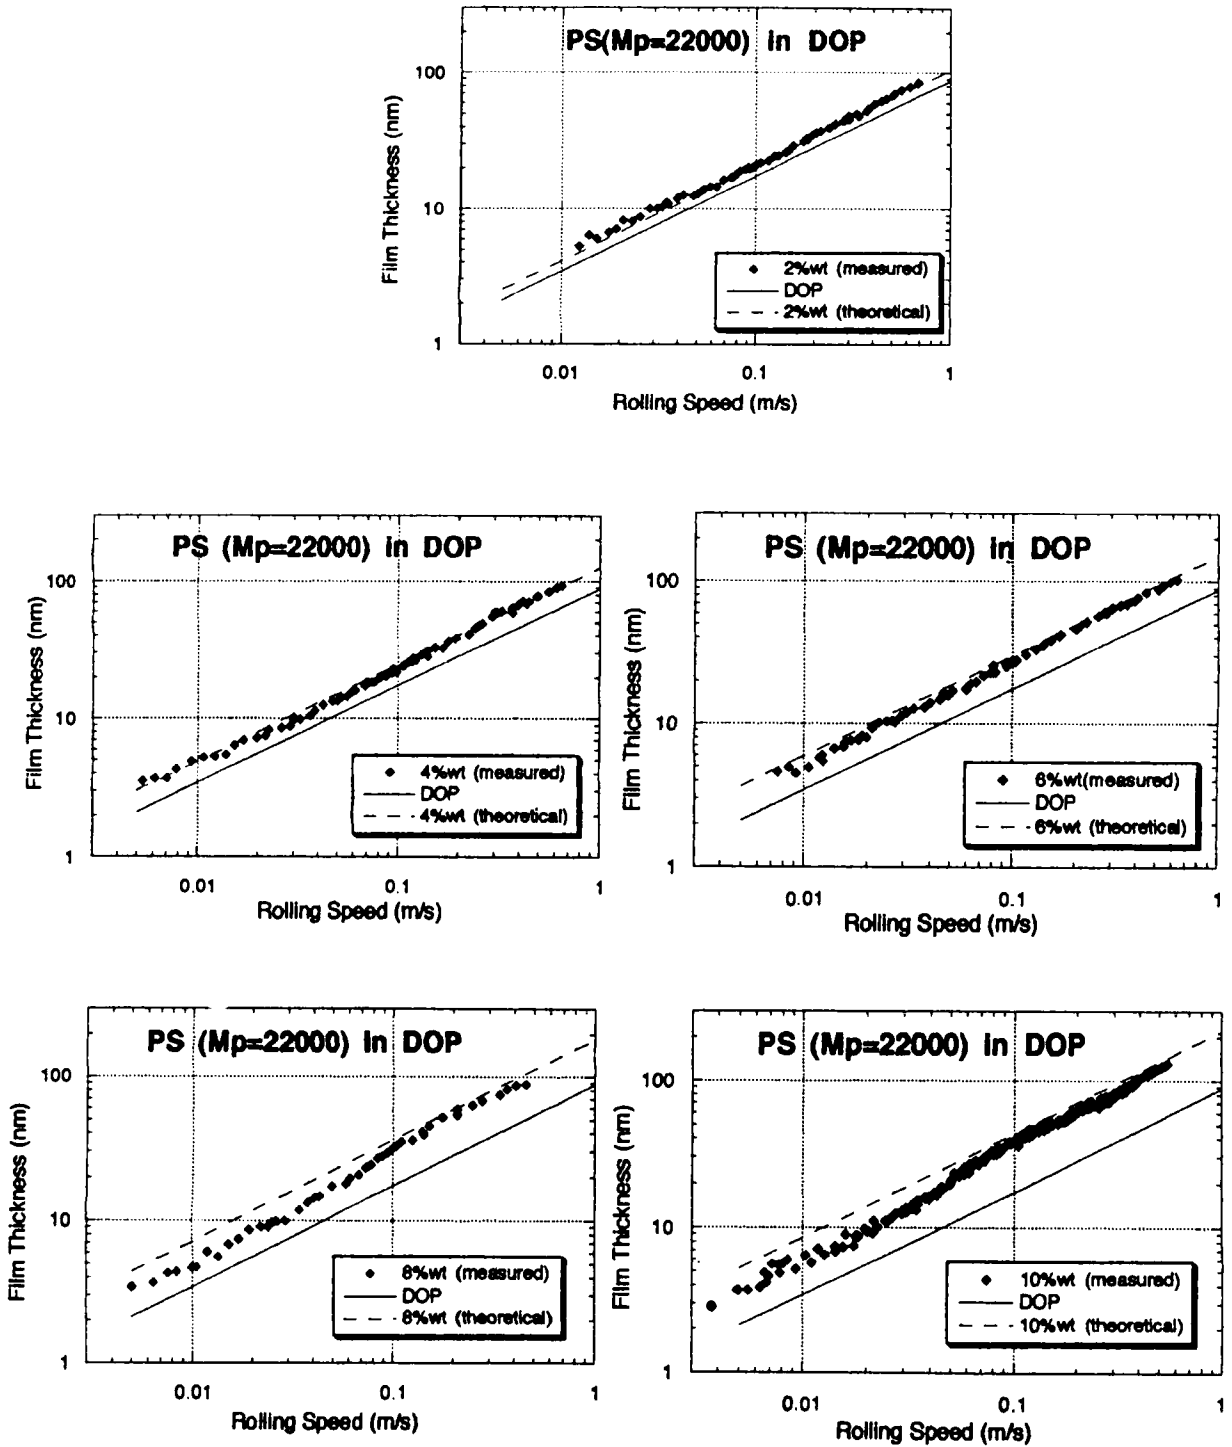 PS(Mp=22000) in DOP
100
10
1
Film Thickness (nm)
2%wt (measured)
DOP
2%wt (theoretical)
0.01 0.1 1
Rolling Speed (m/s)
PS (Mp=22000) in DOP
100
10
1
Film Thickness (nm)
4%wt (measured)
DOP
4%wt (theoretical)
0.01 0.1 1
Rolling Speed (m/s)
PS (Mp=22000) in DOP
100
10
1
Film Thickness (nm)
6%wt(measured)
DOP
6%wt (theoretical)
0.01 0.1 1
Rolling Speed (m/s)
PS (Mp=22000) in DOP
100
10
1
Film Thickness (nm)
8%wt (measured)
DOP
8%wt (theoretical)
0.01 0.1 1
Rolling Speed (m/s)
PS (Mp=22000) in DOP
100
10
1
Film Thickness (nm)
10%wt (measured)
DOP
10%wt (theoretical)
0.01 0.1 1
Rolling Speed (m/s)